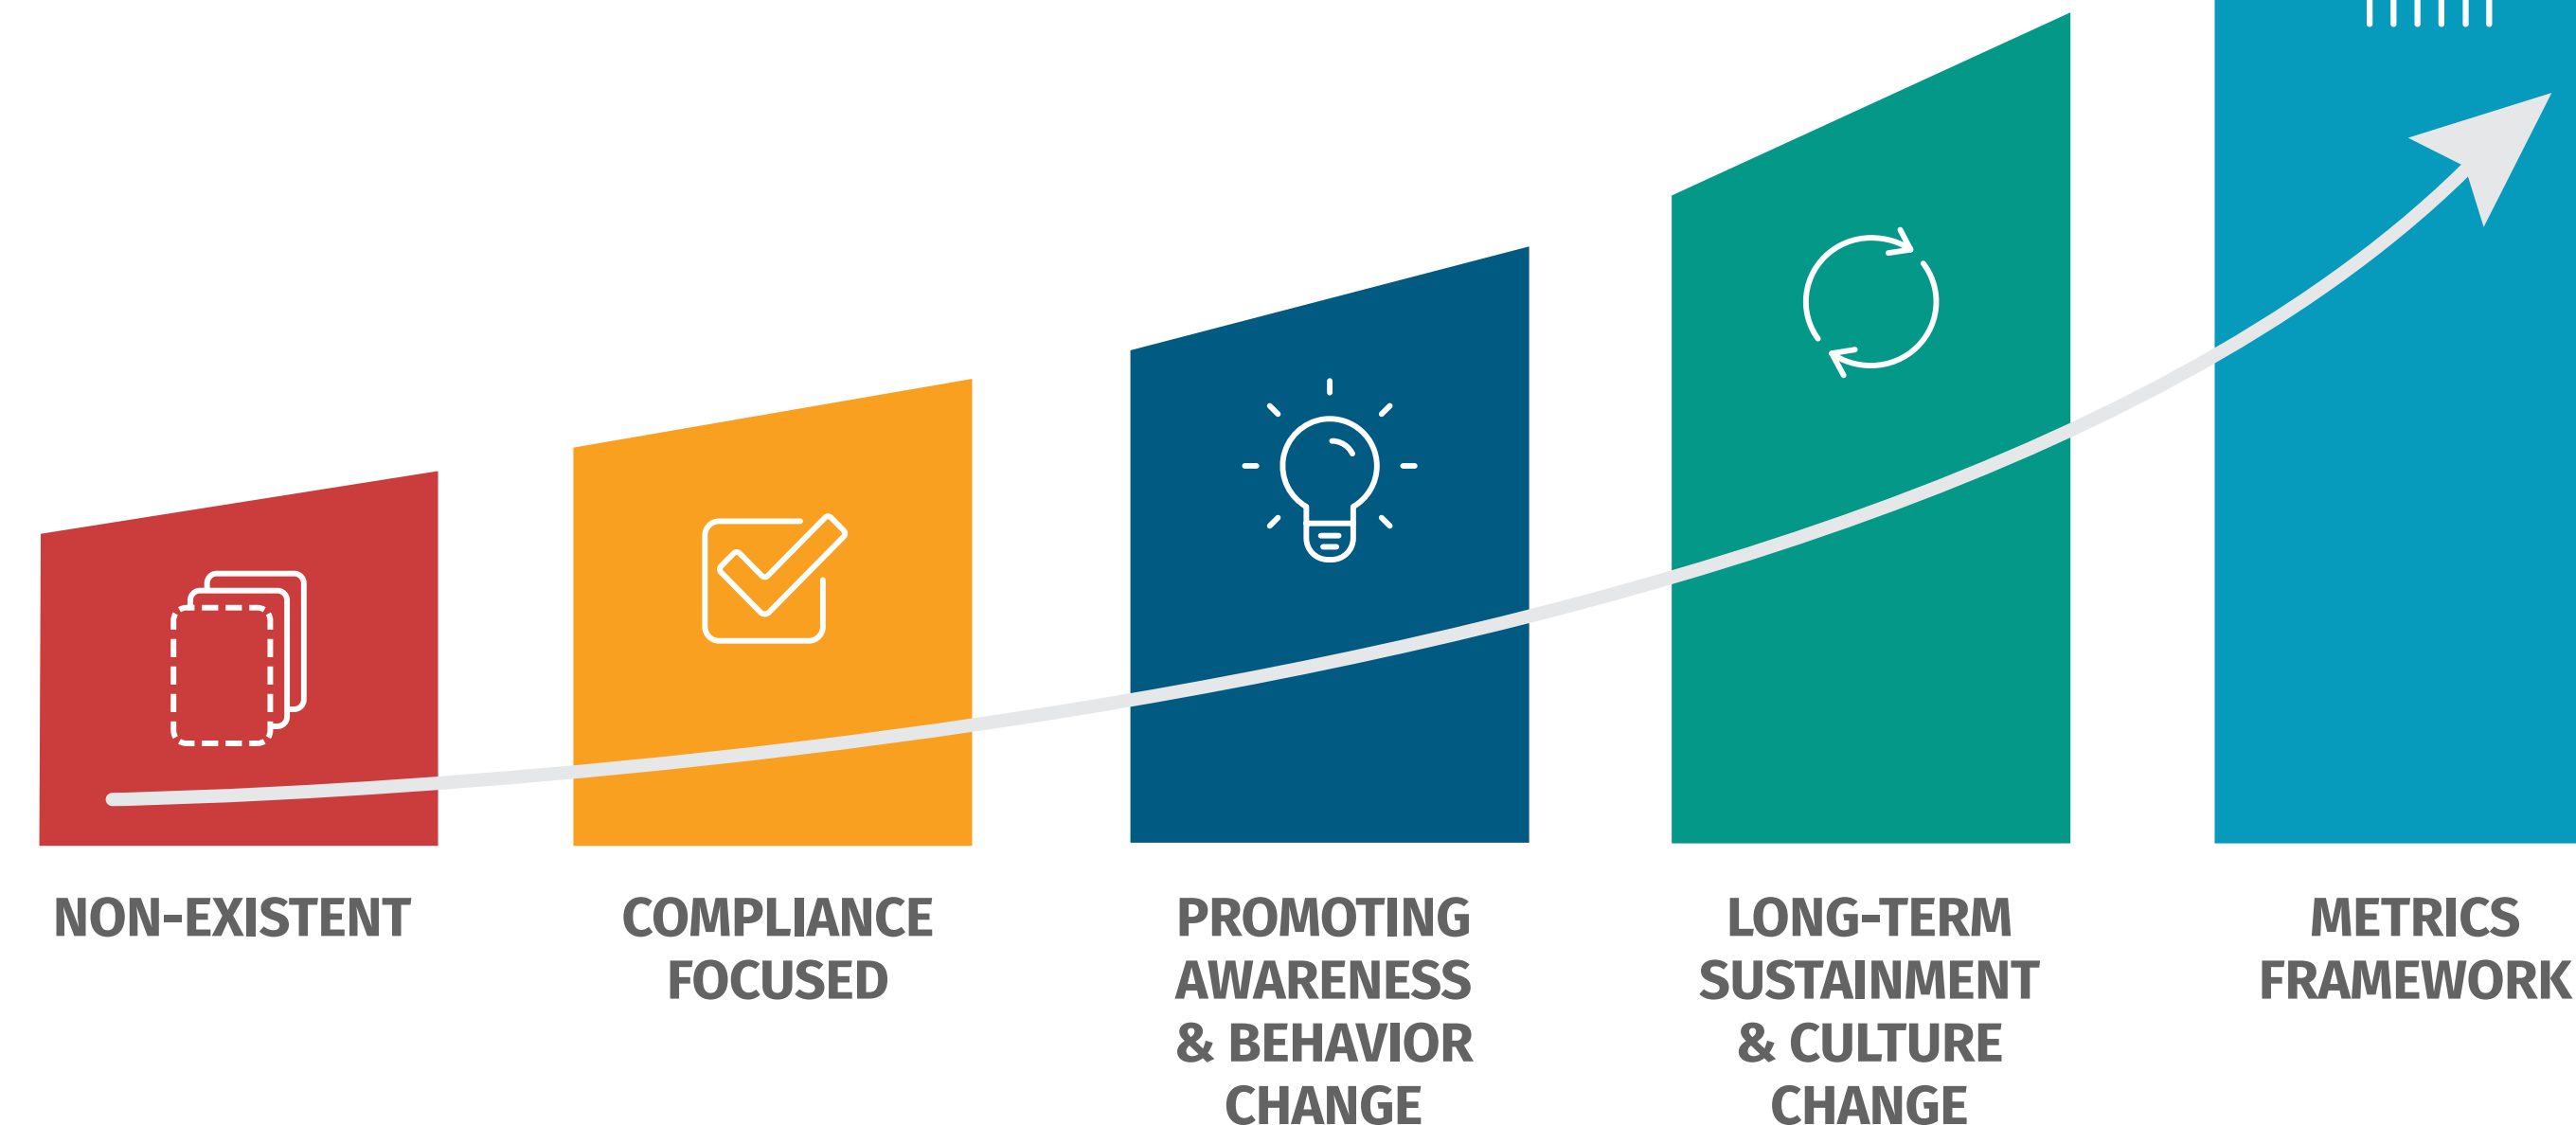 NON-EXISTENT
COMPLIANCE
FOCUSED
PROMOTING
AWARENESS
& BEHAVIOR
CHANGE
LONG-TERM
SUSTAINMENT
& CULTURE
CHANGE
METRICS
FRAMEWORK